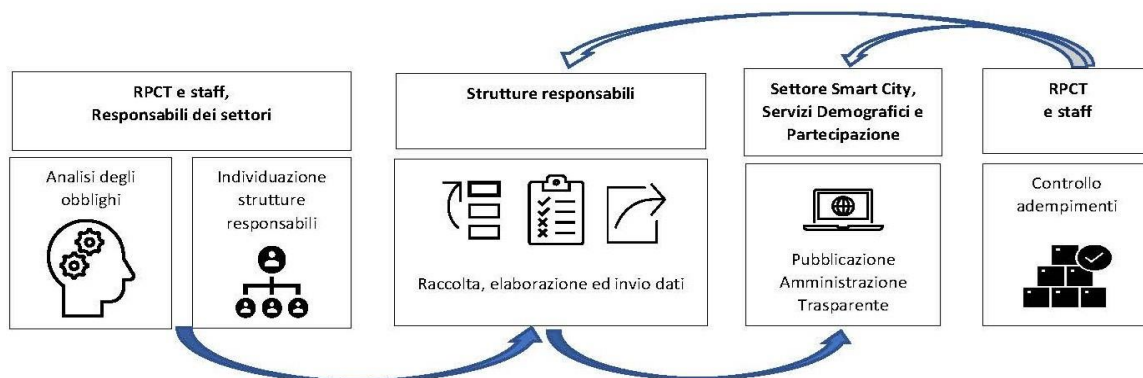 RPCT e staff,
Responsabili dei settori
Analisi degli
obblighi
Individuazione
strutture
responsabili
Strutture responsabili
Raccolta, elaborazione ed invio dati
Settore Smart City,
Servizi Demografici e
Partecipazione
Pubblicazione
Amministrazione
Trasparente
RPCT
e staff
Controllo
adempimenti